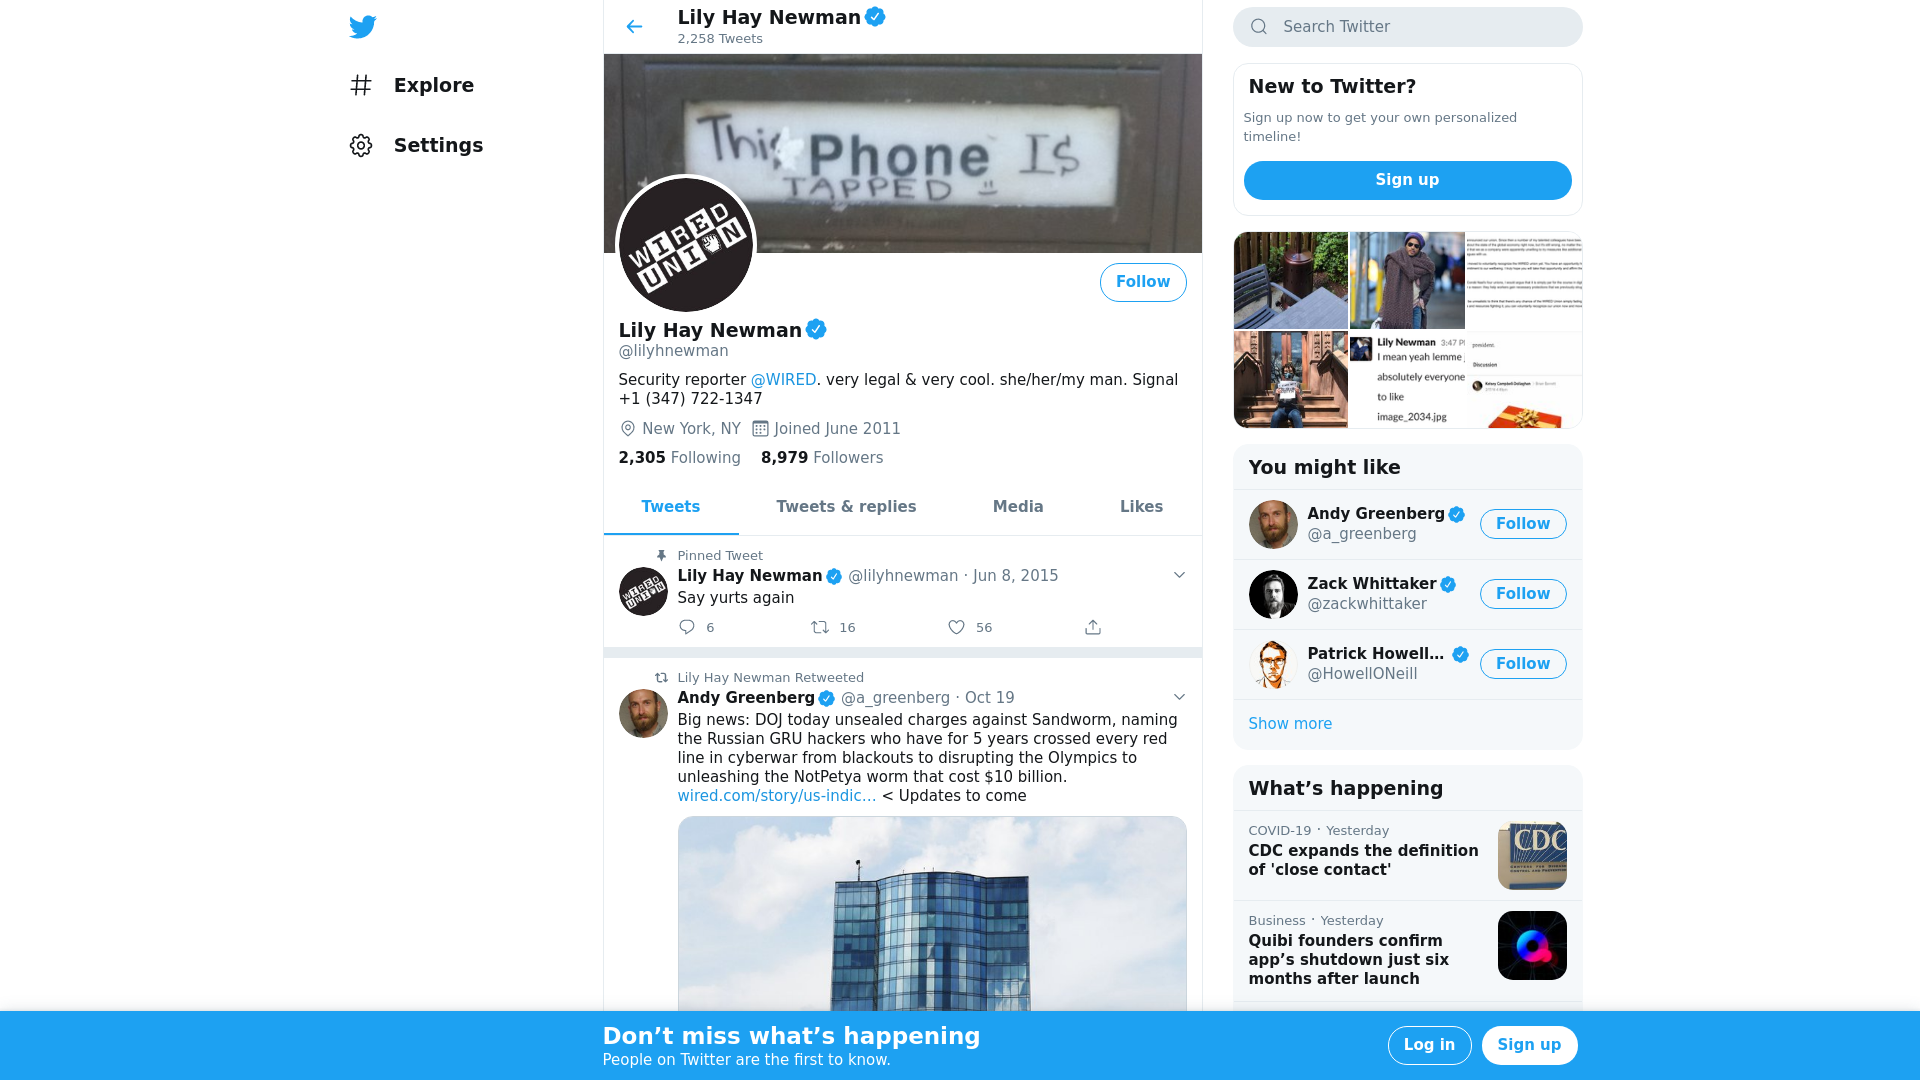 Lily Hay Newman
2,258 Tweets
Search Twitter
Explore
Settings
This Phone IS
TAPPED
WIRED
UNION
Follow
Lily Hay Newman
@lilyhnewman
Security reporter @WIRED. very legal & very cool. she/her/my man. Signal
+1 (347) 722-1347
New York, NY Joined June 2011
2,305 Following 8,979 Followers
Tweets Tweets & replies Media Likes
Pinned Tweet
Lily Hay Newman @lilyhnewman · Jun 8, 2015
Say yurts again
6 16 56
Lily Hay Newman Retweeted
Andy Greenberg @a_greenberg · Oct 19
Big news: DOJ today unsealed charges against Sandworm, naming
the Russian GRU hackers who have for 5 years crossed every red
line in cyberwar from blackouts to disrupting the Olympics to
unleashing the NotPetya worm that cost $10 billion.
wired.com/story/us-indic… < Updates to come
New to Twitter?
Sign up now to get your own personalized
timeline!
Sign up
Lily Newman 3:47 P
I mean yeah lemme
absolutely everyone
to like
image_2034.jpg
president.
Discussion
You might like
Andy Greenberg
@a_greenberg
Follow
Zack Whittaker
@zackwhittaker
Follow
Patrick Howell…
@HowellONeill
Follow
Show more
What’s happening
COVID-19 · Yesterday
CDC expands the definition
of 'close contact'
CDC
Business · Yesterday
Quibi founders confirm
app’s shutdown just six
months after launch
Don’t miss what’s happening
People on Twitter are the first to know.
Log in
Sign up